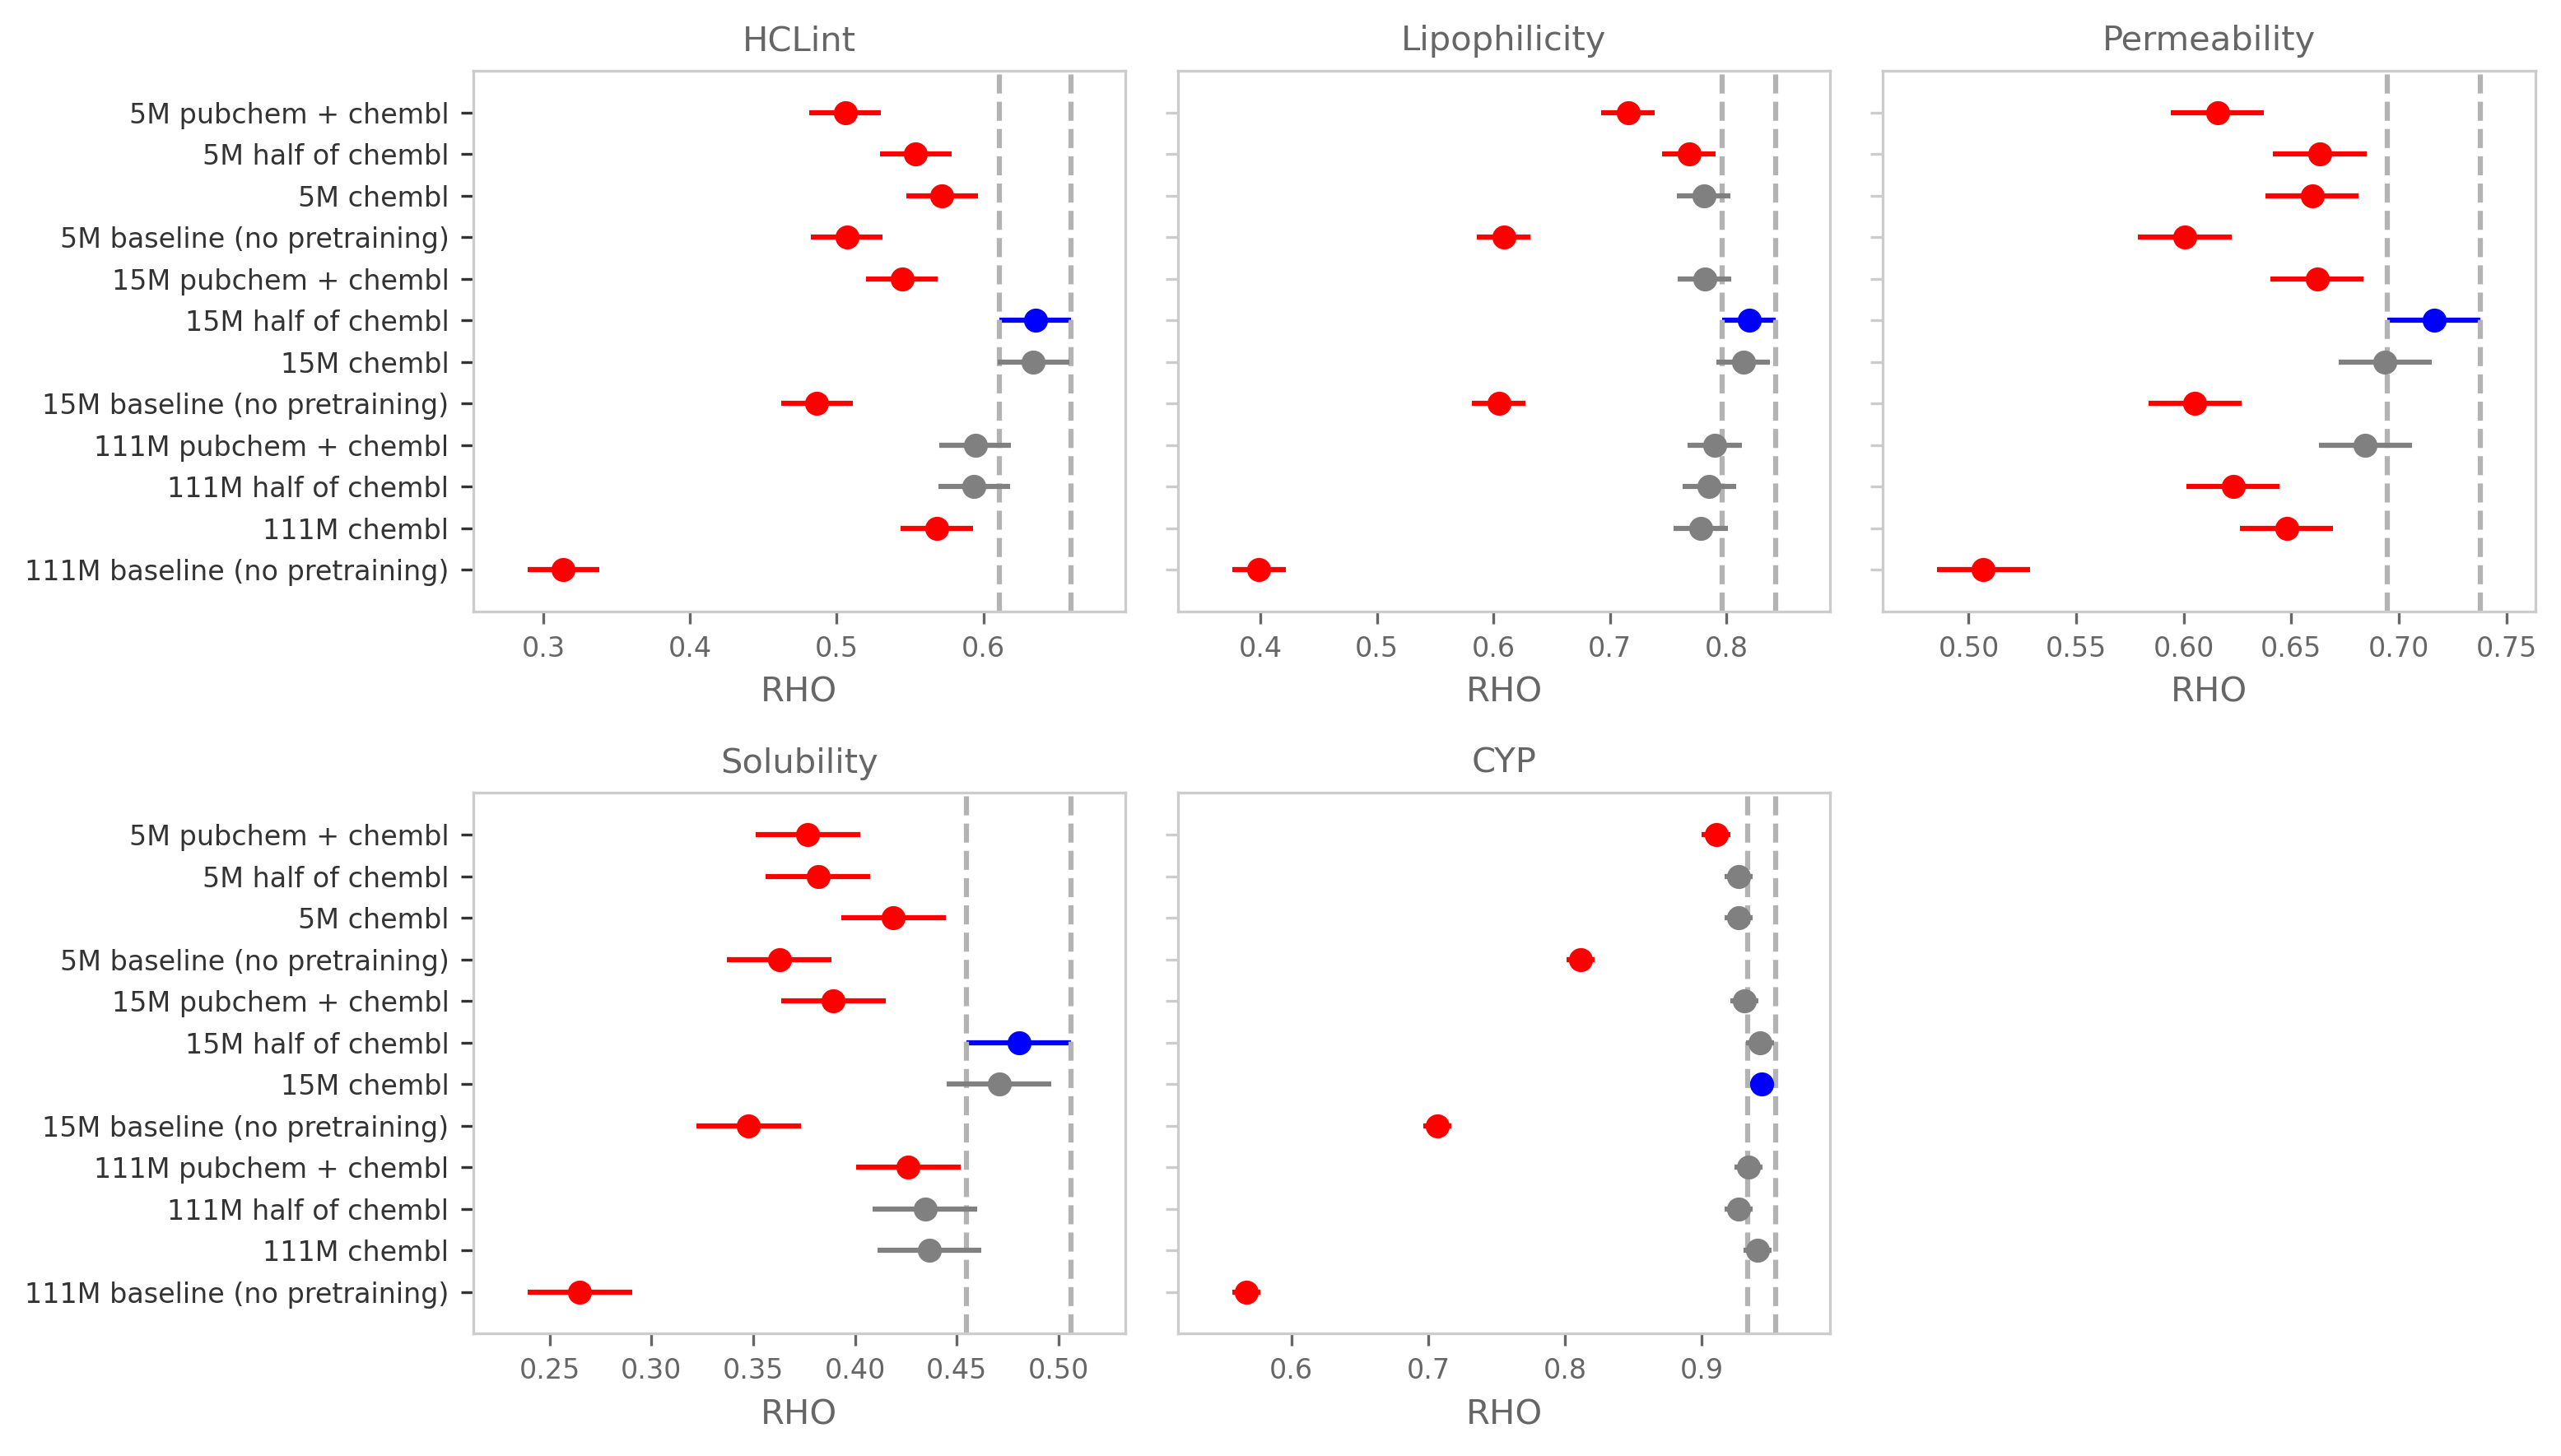 HCLint
Lipophilicity
Permeability
5M pubchem + chembl
5M half of chembl
5M chembl
5M baseline (no pretraining)
15M pubchem + chembl
15M half of chembl
15M chembl
15M baseline (no pretraining)
111M pubchem + chembl
111M half of chembl
111M chembl
111M baseline (no pretraining)
0.3 0.4 0.5 0.6
0.4 0.5 0.6 0.7 0.8
0.50 0.55 0.60 0.65 0.70 0.75
RHO
RHO
RHO
Solubility
CYP
5M pubchem + chembl
5M half of chembl
5M chembl
5M baseline (no pretraining)
15M pubchem + chembl
15M half of chembl
15M chembl
15M baseline (no pretraining)
111M pubchem + chembl
111M half of chembl
111M chembl
111M baseline (no pretraining)
0.25 0.30 0.35 0.40 0.45 0.50
0.6 0.7 0.8 0.9
RHO
RHO